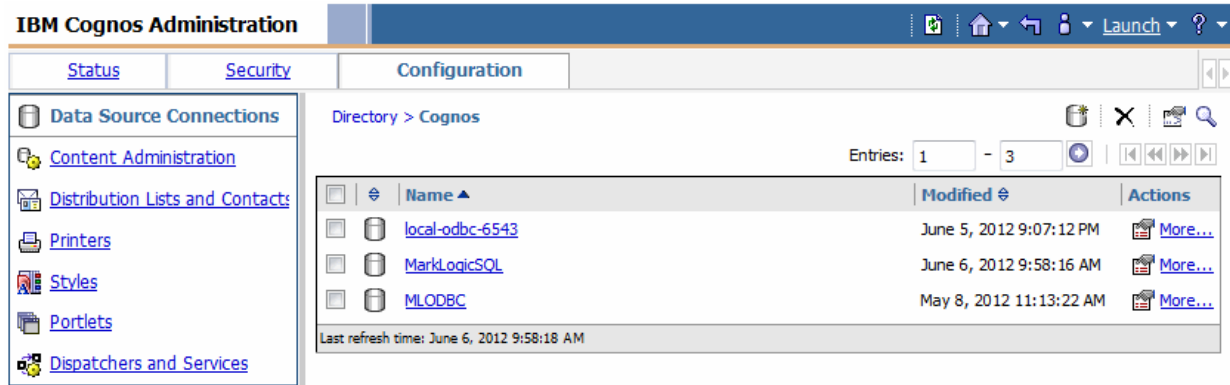 IBM Cognos Administration
Launch ?
Status Security Configuration
Data Source Connections
Content Administration
Distribution Lists and Contacts
Printers
Styles
Portlets
Dispatchers and Services
Directory > Cognos
Entries: 1 - 3
Name Modified Actions
local-odbc-6543 June 5, 2012 9:07:12 PM More...
MarkLogicSQL June 6, 2012 9:58:16 AM More...
MLODBC May 8, 2012 11:13:22 AM More...
Last refresh time: June 6, 2012 9:58:18 AM